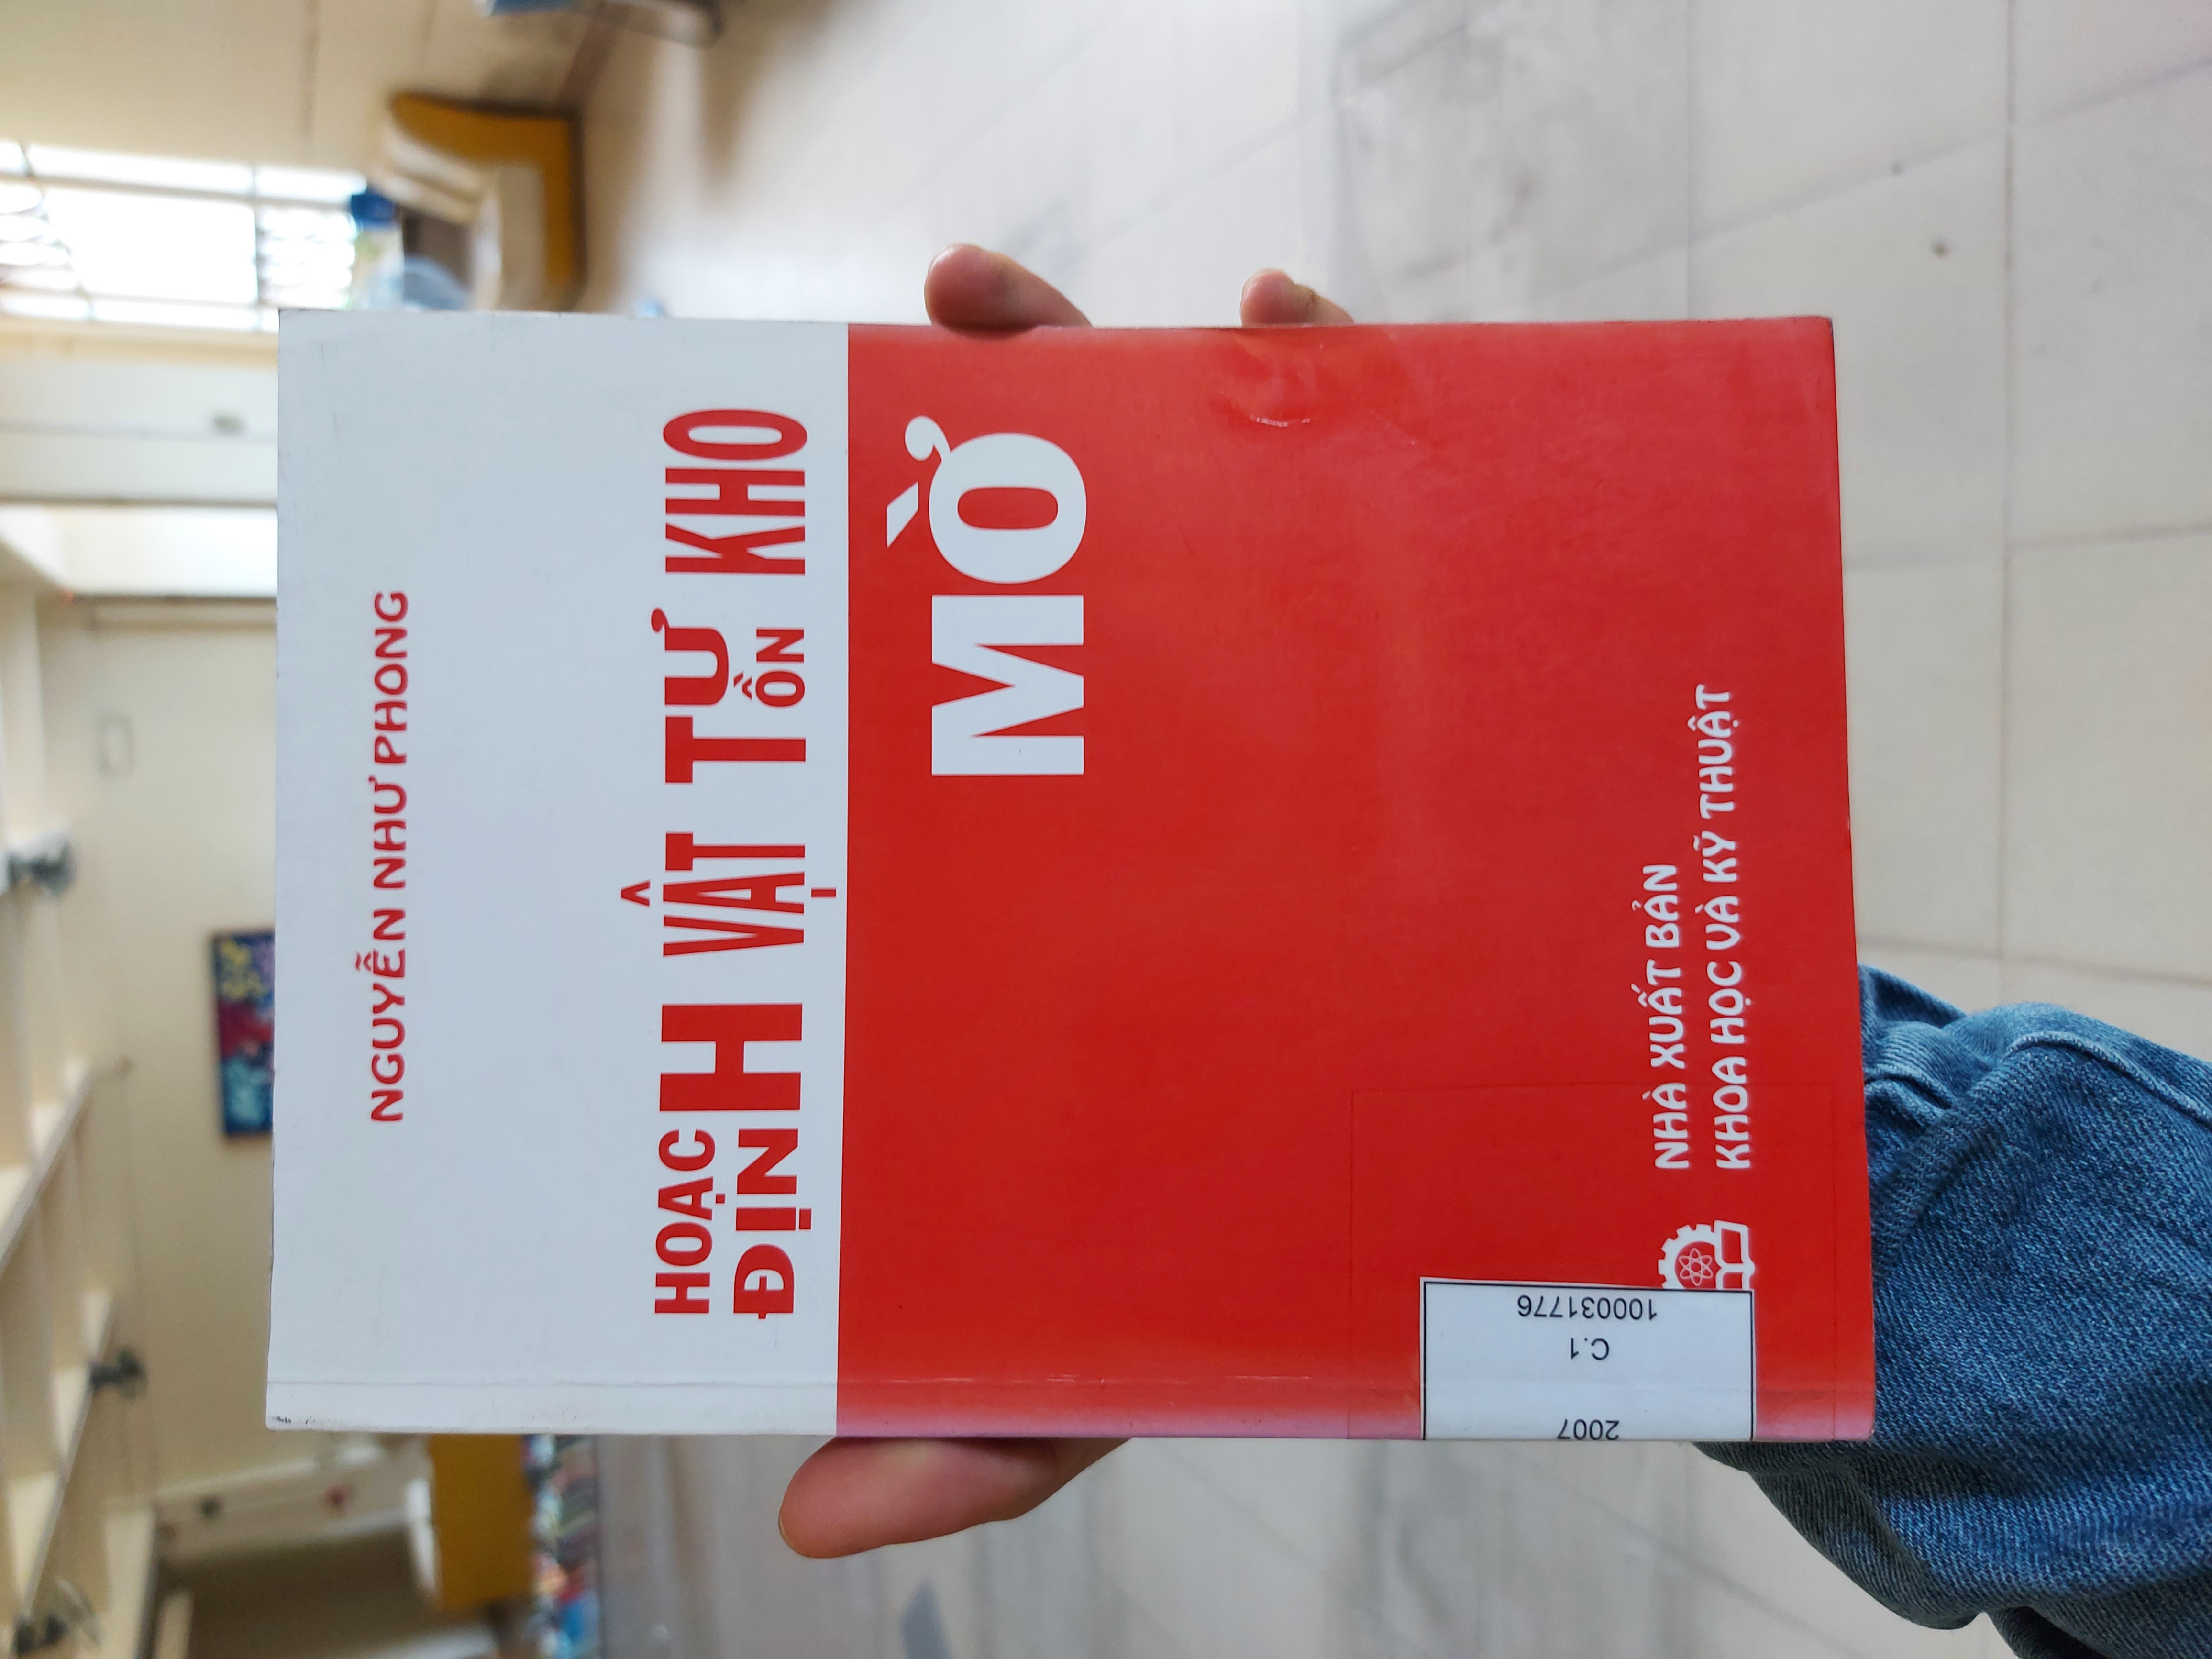 NGUYỄN NHƯ PHONG
HOẠCH ĐỊNH VẬT TƯ TỒN KHO
MỜ
2007
C.1
100031776
NHÀ XUẤT BẢN
KHOA HỌC VÀ KỸ THUẬT